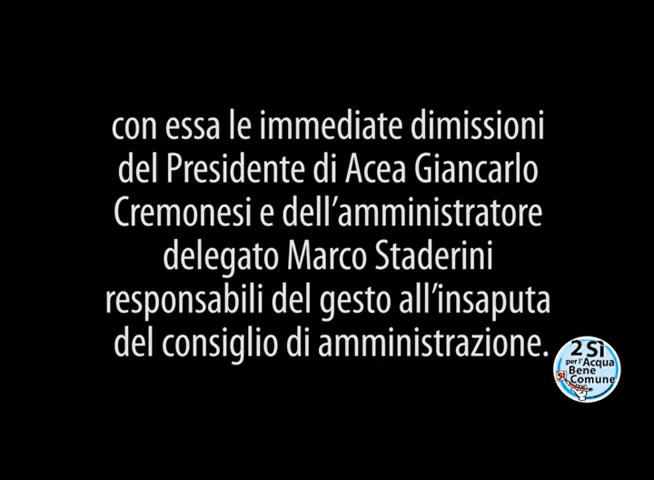 con essa le immediate dimissioni
del Presidente di Acea Giancarlo
Cremonesi e dell'amministratore
delegato Marco Staderini
responsabili del gesto all'insaputa
del consiglio di amministrazione.
2 Sì
per l'Acqua
Bene
Comune